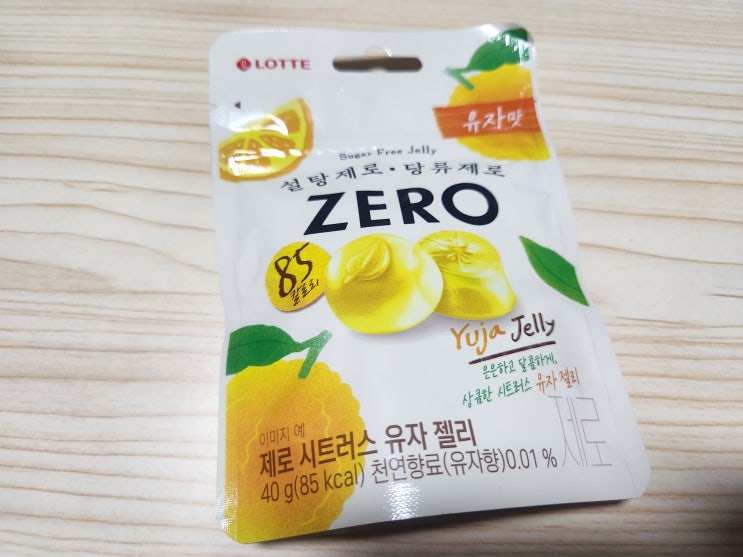 LOTTE
유자맛
Sugar Free Jelly
설탕제로·당류제로
ZERO
85
칼로리
Yuja Jelly
은은하고 달콤하게,
상큼한 시트러스 유자 젤리
이미지 예
제로 시트러스 유자 젤리
제로
40 g(85 kcal) 천연향료(유자향)0.01 %